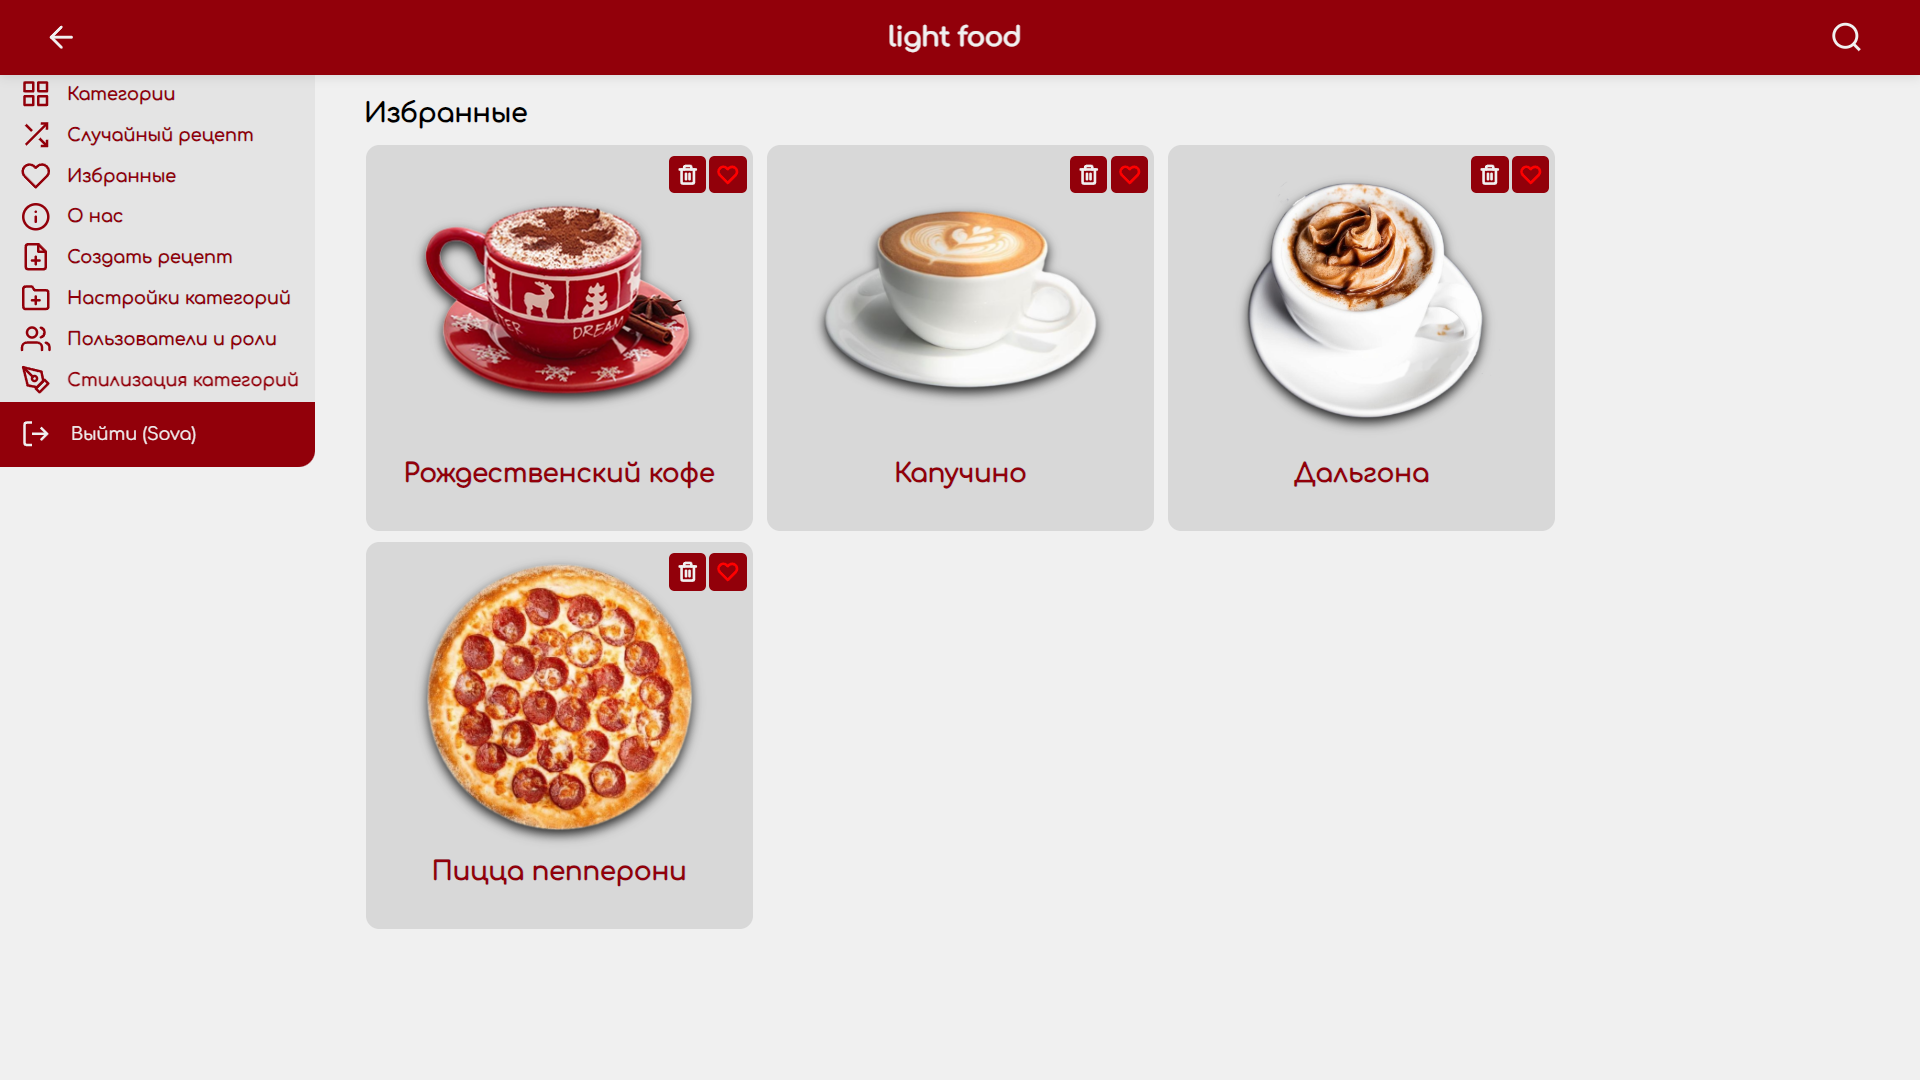 light food
Категории
Случайный рецепт
Избранные
О нас
Создать рецепт
Настройки категорий
Пользователи и роли
Стилизация категорий
Выйти (Sova)
Избранные
DREAM
Рождественский кофе
Капучино
Дальгона
Пицца пепперони